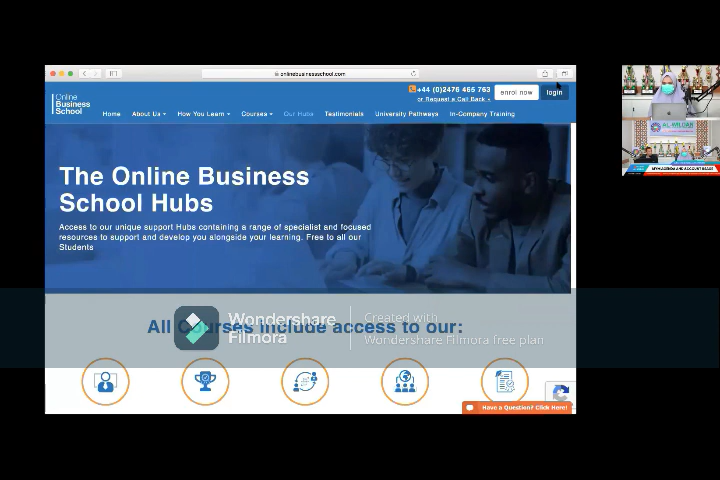 onlinebusinessschool.com
+44 (0)2476 465 763
or Request a Call Back
enrol now
login
Online
Business
School
Home About Us How You Learn Courses Our Hubs Testimonials University Pathways In-Company Training
The Online Business
School Hubs
Access to our unique support Hubs containing a range of specialist and focused
resources to support and develop you alongside your learning. Free to all our
Students
All Courses include access to our:
Wondershare
Filmora
Created with
Wondershare Filmora free plan
Have a Question? Click Here!